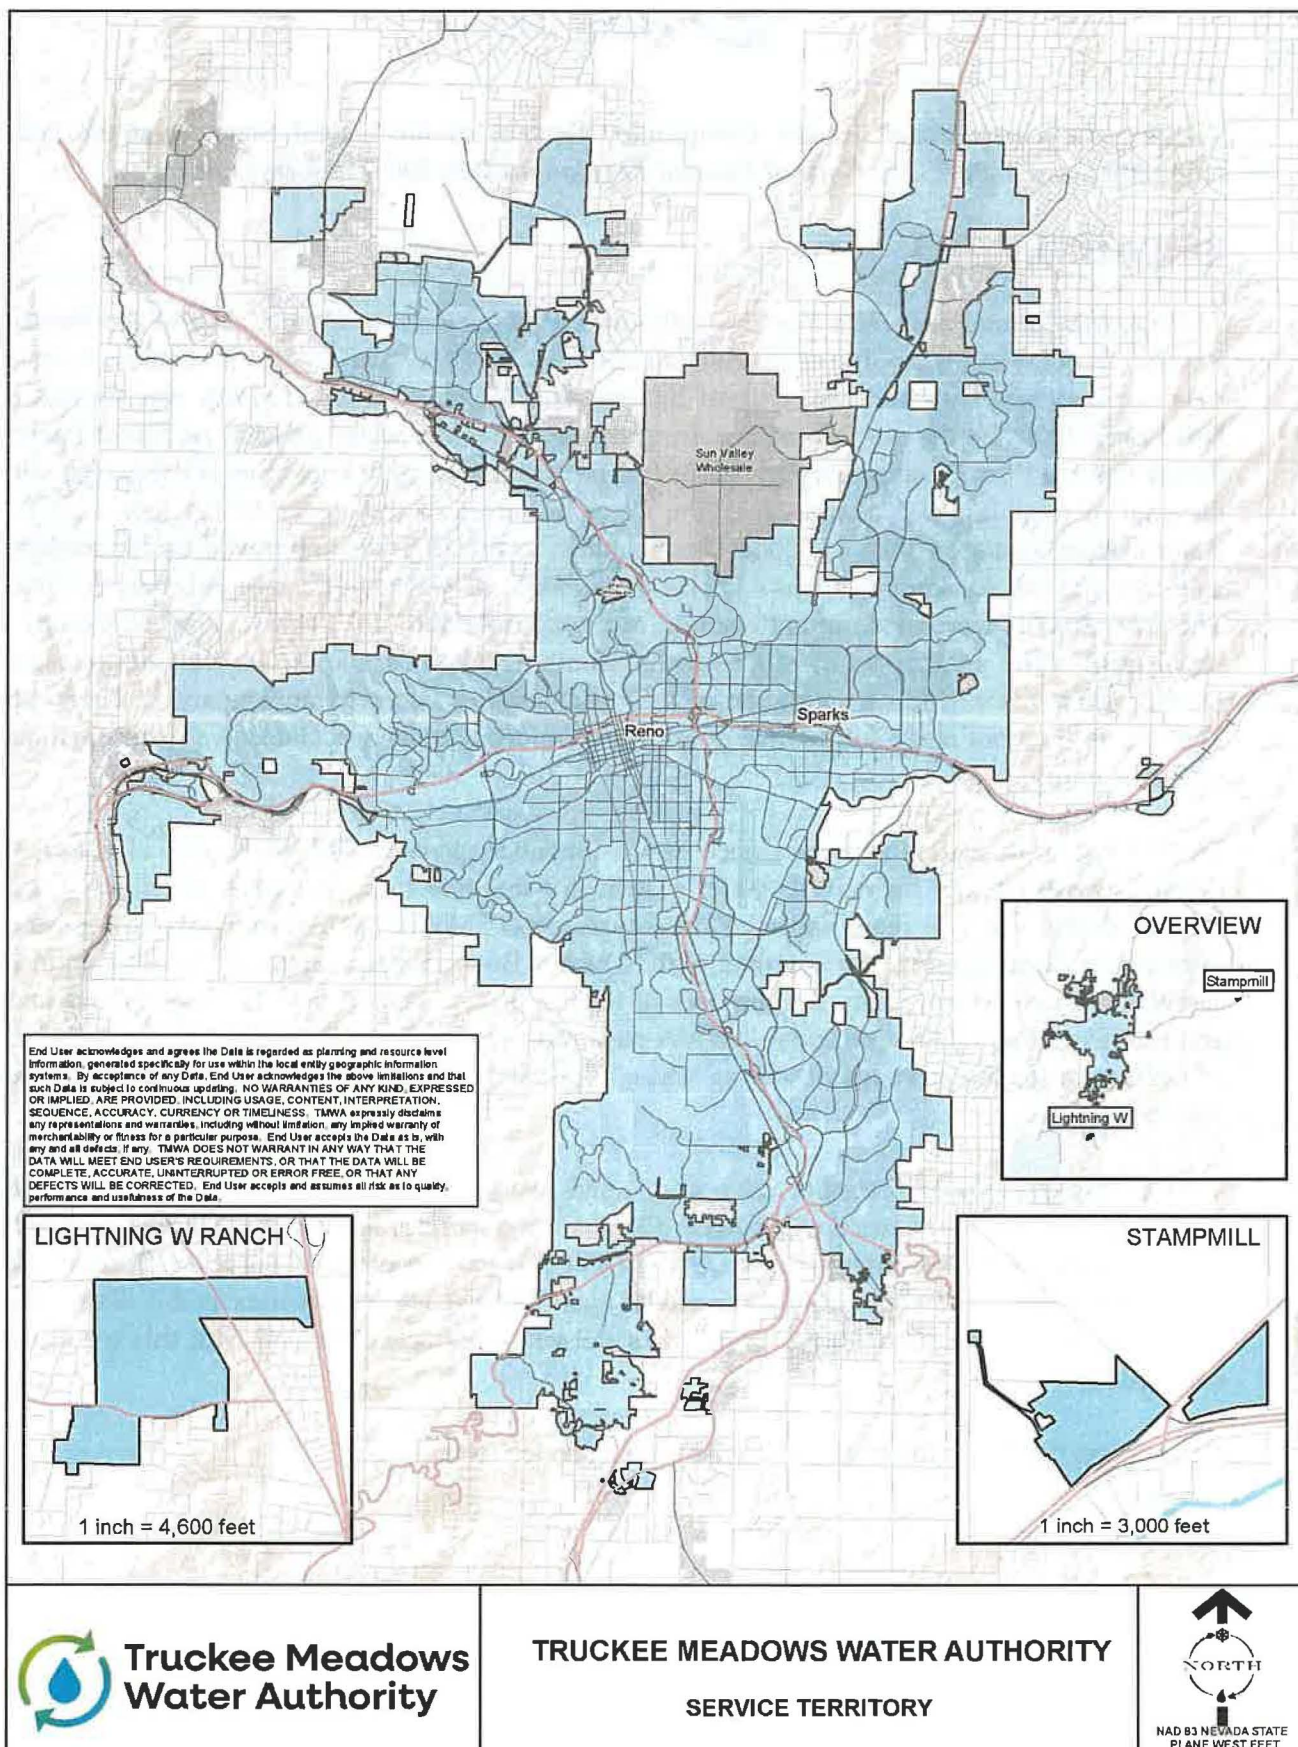 Sun Valley
Wholesale
Sparks
Reno
OVERVIEW
Stampmill
Lightning W
End User acknowledges and agrees the Data is regarded as planning and resource level
information, generated specifically for use within the local entity geographic information
systems. By acceptance of any Data, End User acknowledges the above limitations and that
such Data is subject to continuous updating. NO WARRANTIES OF ANY KIND, EXPRESSED
OR IMPLIED, ARE PROVIDED, INCLUDING USAGE, CONTENT, INTERPRETATION,
SEQUENCE, ACCURACY, CURRENCY OR TIMELINESS. TMWA expressly disclaims
any representations and warranties, including without limitation, any implied warranty of
merchantability or fitness for a particular purpose. End User accepts the Data as is, with
any and all defects, if any. TMWA DOES NOT WARRANT IN ANY WAY THAT THE
DATA WILL MEET END USER'S REQUIREMENTS, OR THAT THE DATA WILL BE
COMPLETE, ACCURATE, UNINTERRUPTED OR ERROR FREE, OR THAT ANY
DEFECTS WILL BE CORRECTED. End User accepts and assumes all risk as to quality,
performance and usefulness of the Data.
LIGHTNING W RANCH
1 inch = 4,600 feet
STAMPMILL
1 inch = 3,000 feet
Truckee Meadows
Water Authority
TRUCKEE MEADOWS WATER AUTHORITY
SERVICE TERRITORY
NORTH
NAD 83 NEVADA STATE
PLANE WEST FEET